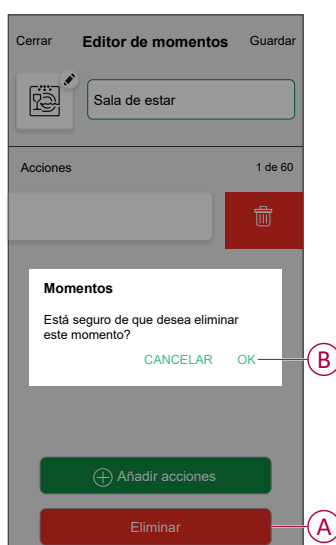 Cerrar Editor de momentos Guardar
Sala de estar
Acciones 1 de 60
Momentos
Está seguro de que desea eliminar
este momento?
CANCELAR OK
B
Añadir acciones
Eliminar
A